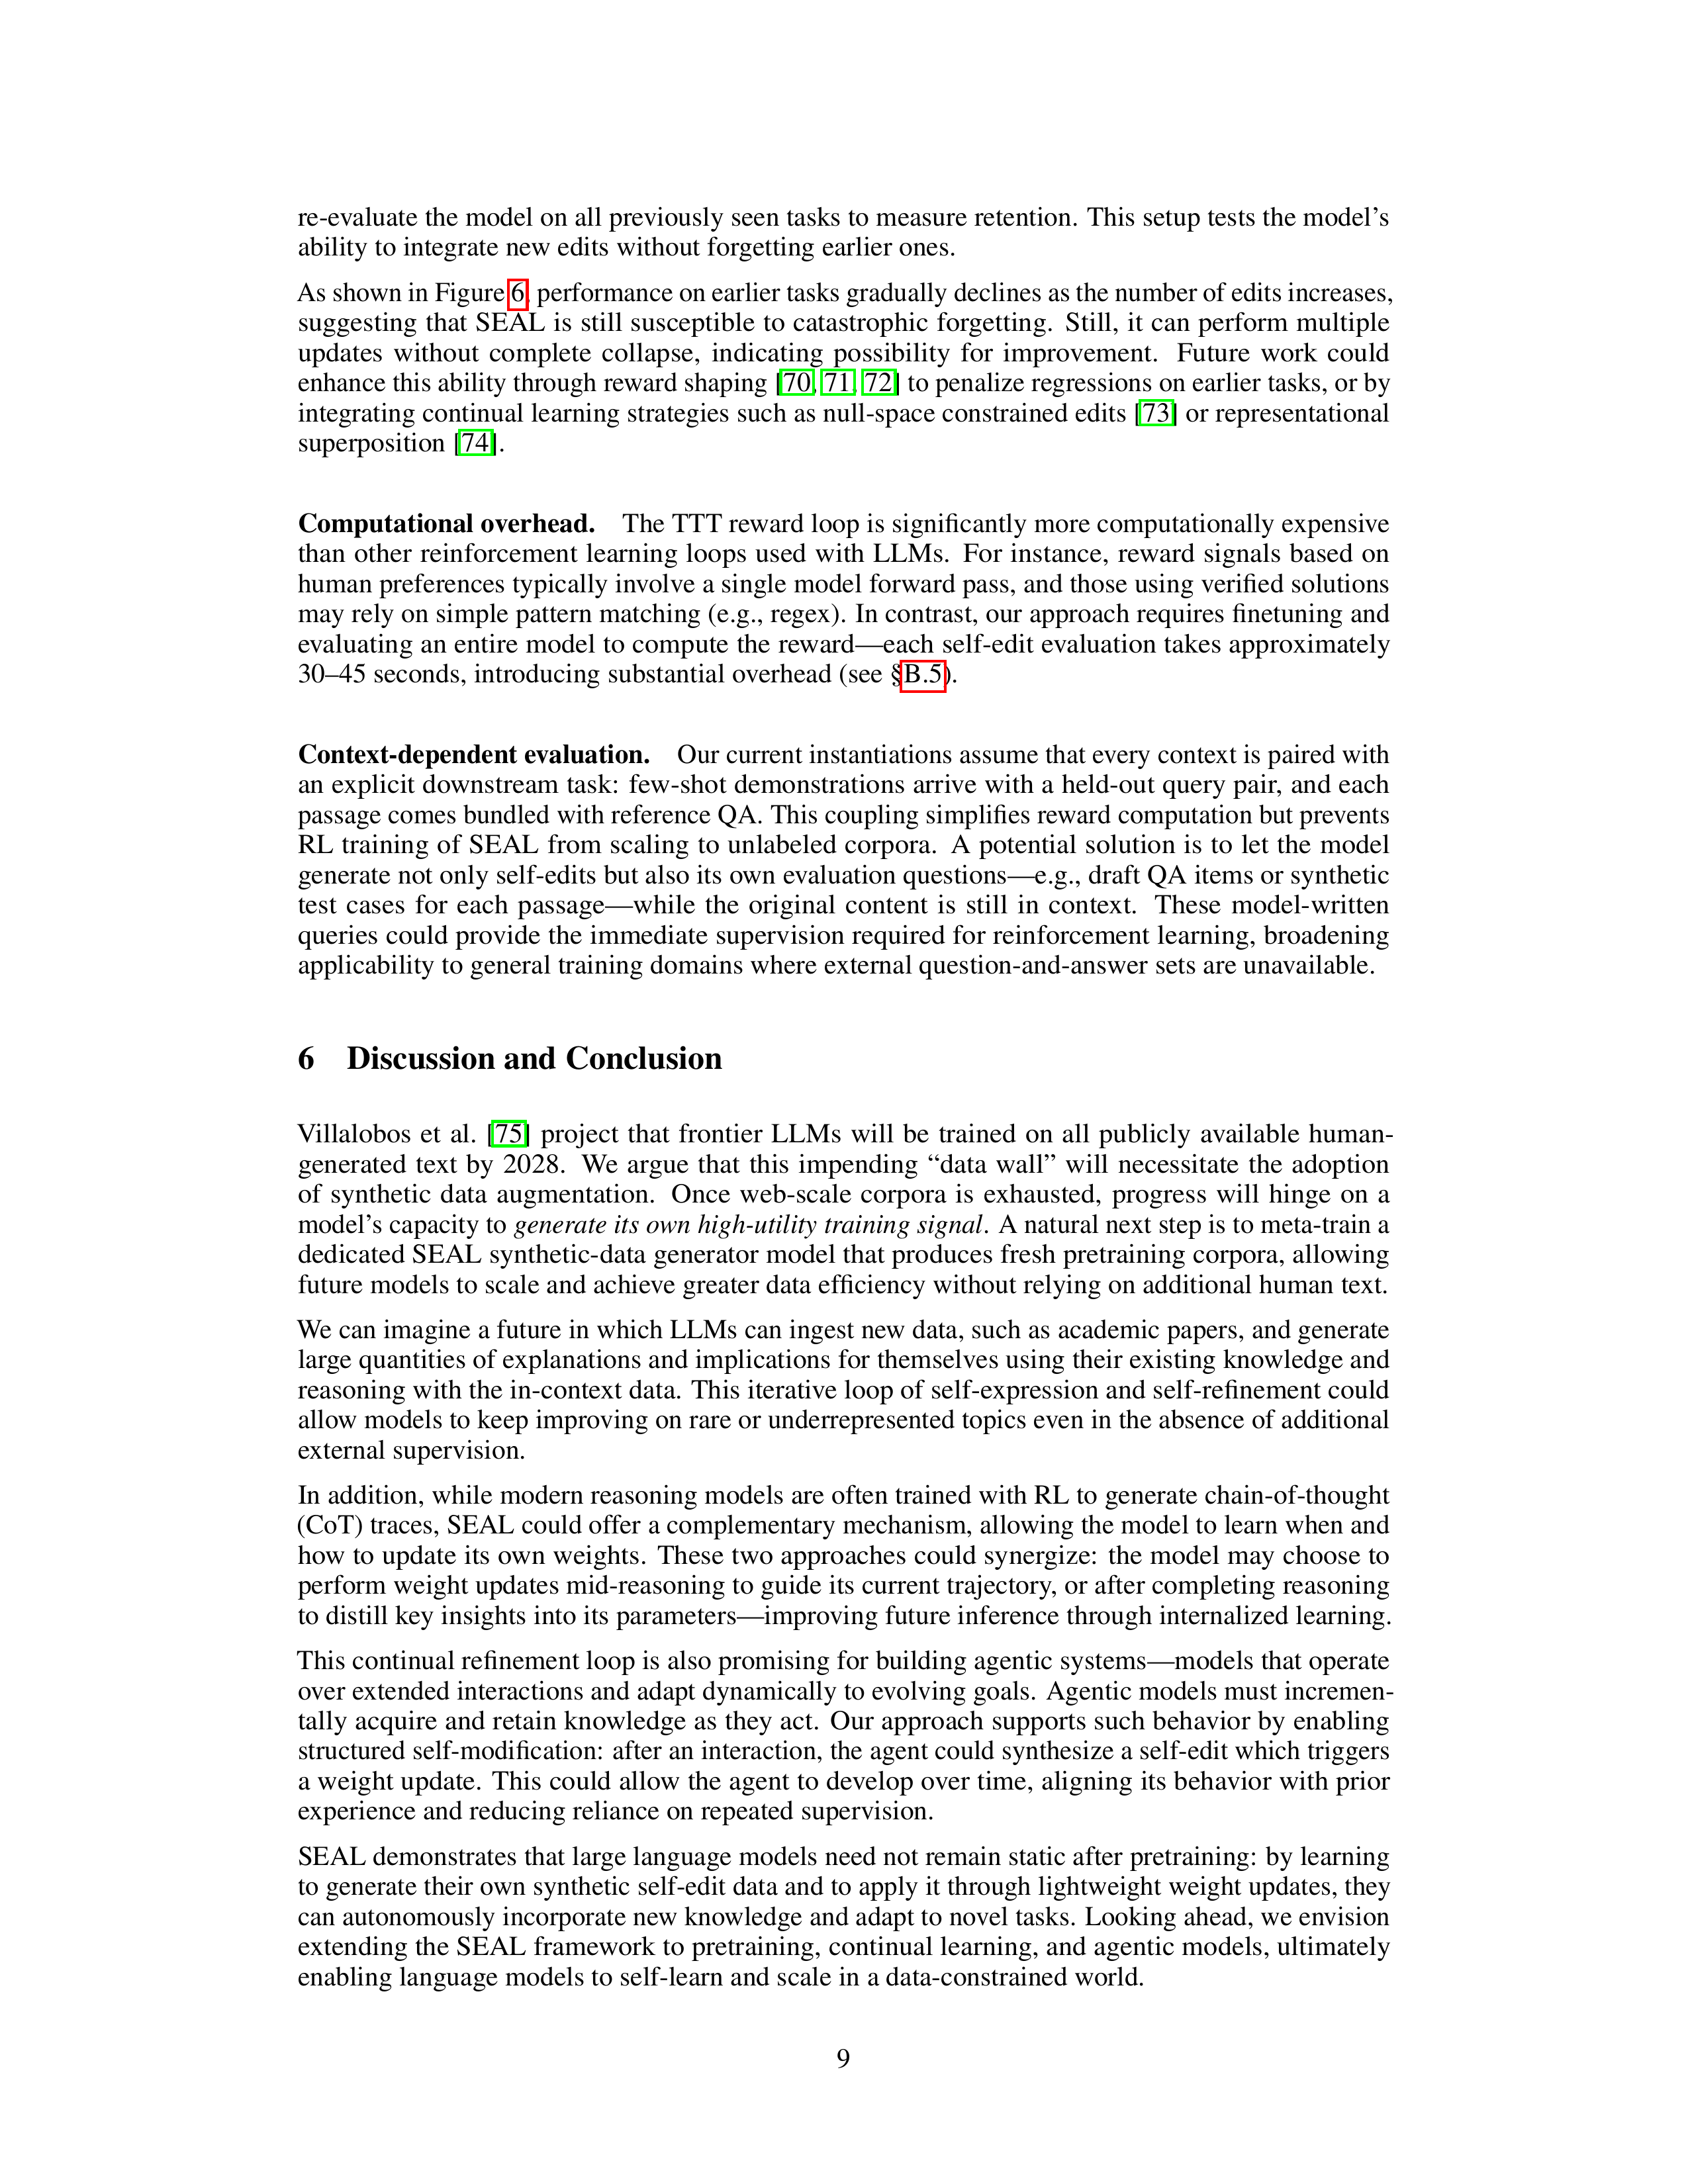 re-evaluate the model on all previously seen tasks to measure retention. This setup tests the model's
ability to integrate new edits without forgetting earlier ones.
As shown in Figure 6, performance on earlier tasks gradually declines as the number of edits increases,
suggesting that SEAL is still susceptible to catastrophic forgetting. Still, it can perform multiple
updates without complete collapse, indicating possibility for improvement. Future work could
enhance this ability through reward shaping [70, 71, 72] to penalize regressions on earlier tasks, or by
integrating continual learning strategies such as null-space constrained edits [73] or representational
superposition [74].
Computational overhead. The TTT reward loop is significantly more computationally expensive
than other reinforcement learning loops used with LLMs. For instance, reward signals based on
human preferences typically involve a single model forward pass, and those using verified solutions
may rely on simple pattern matching (e.g., regex). In contrast, our approach requires finetuning and
evaluating an entire model to compute the reward—each self-edit evaluation takes approximately
30–45 seconds, introducing substantial overhead (see §B.5).
Context-dependent evaluation. Our current instantiations assume that every context is paired with
an explicit downstream task: few-shot demonstrations arrive with a held-out query pair, and each
passage comes bundled with reference QA. This coupling simplifies reward computation but prevents
RL training of SEAL from scaling to unlabeled corpora. A potential solution is to let the model
generate not only self-edits but also its own evaluation questions—e.g., draft QA items or synthetic
test cases for each passage—while the original content is still in context. These model-written
queries could provide the immediate supervision required for reinforcement learning, broadening
applicability to general training domains where external question-and-answer sets are unavailable.
6 Discussion and Conclusion
Villalobos et al. [75] project that frontier LLMs will be trained on all publicly available human-
generated text by 2028. We argue that this impending “data wall” will necessitate the adoption
of synthetic data augmentation. Once web-scale corpora is exhausted, progress will hinge on a
model's capacity to generate its own high-utility training signal. A natural next step is to meta-train a
dedicated SEAL synthetic-data generator model that produces fresh pretraining corpora, allowing
future models to scale and achieve greater data efficiency without relying on additional human text.
We can imagine a future in which LLMs can ingest new data, such as academic papers, and generate
large quantities of explanations and implications for themselves using their existing knowledge and
reasoning with the in-context data. This iterative loop of self-expression and self-refinement could
allow models to keep improving on rare or underrepresented topics even in the absence of additional
external supervision.
In addition, while modern reasoning models are often trained with RL to generate chain-of-thought
(CoT) traces, SEAL could offer a complementary mechanism, allowing the model to learn when and
how to update its own weights. These two approaches could synergize: the model may choose to
perform weight updates mid-reasoning to guide its current trajectory, or after completing reasoning
to distill key insights into its parameters—improving future inference through internalized learning.
This continual refinement loop is also promising for building agentic systems—models that operate
over extended interactions and adapt dynamically to evolving goals. Agentic models must incremen-
tally acquire and retain knowledge as they act. Our approach supports such behavior by enabling
structured self-modification: after an interaction, the agent could synthesize a self-edit which triggers
a weight update. This could allow the agent to develop over time, aligning its behavior with prior
experience and reducing reliance on repeated supervision.
SEAL demonstrates that large language models need not remain static after pretraining: by learning
to generate their own synthetic self-edit data and to apply it through lightweight weight updates, they
can autonomously incorporate new knowledge and adapt to novel tasks. Looking ahead, we envision
extending the SEAL framework to pretraining, continual learning, and agentic models, ultimately
enabling language models to self-learn and scale in a data-constrained world.
9